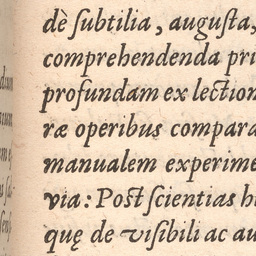 dè ſubtilia, auguſta,
comprehendenda pri
profundam ex lection
ræ operibus compara
manualem experime
via: Poſt ſcientias h
quę de viſibili ac au